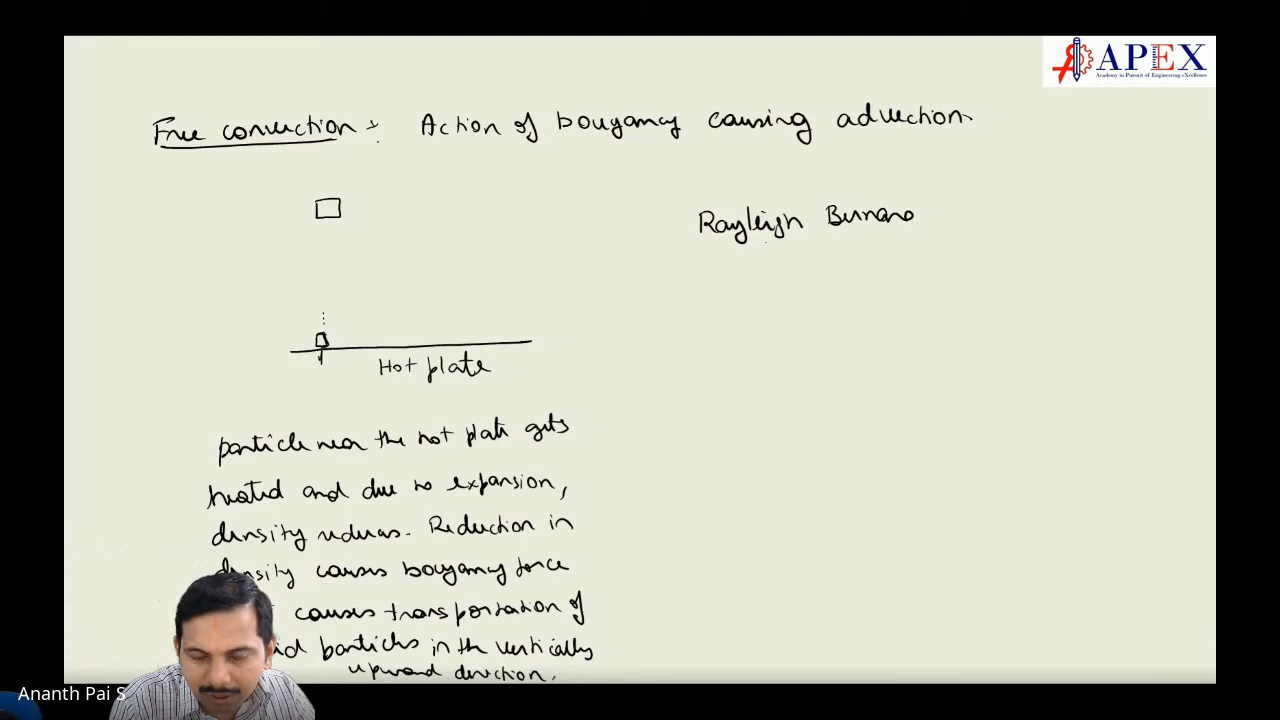 APEX
Academy in Pursuit of Engineering eXcellence
Free convection : Action of bouyancy causing advection
Rayleigh Bernard
Hot plate
particle near the hot plate gets
heated and due to expansion,
density reduces. Reduction in
density causes bouyancy force
causes transportation of
particles in the vertically
upward direction.
Ananth Pai S